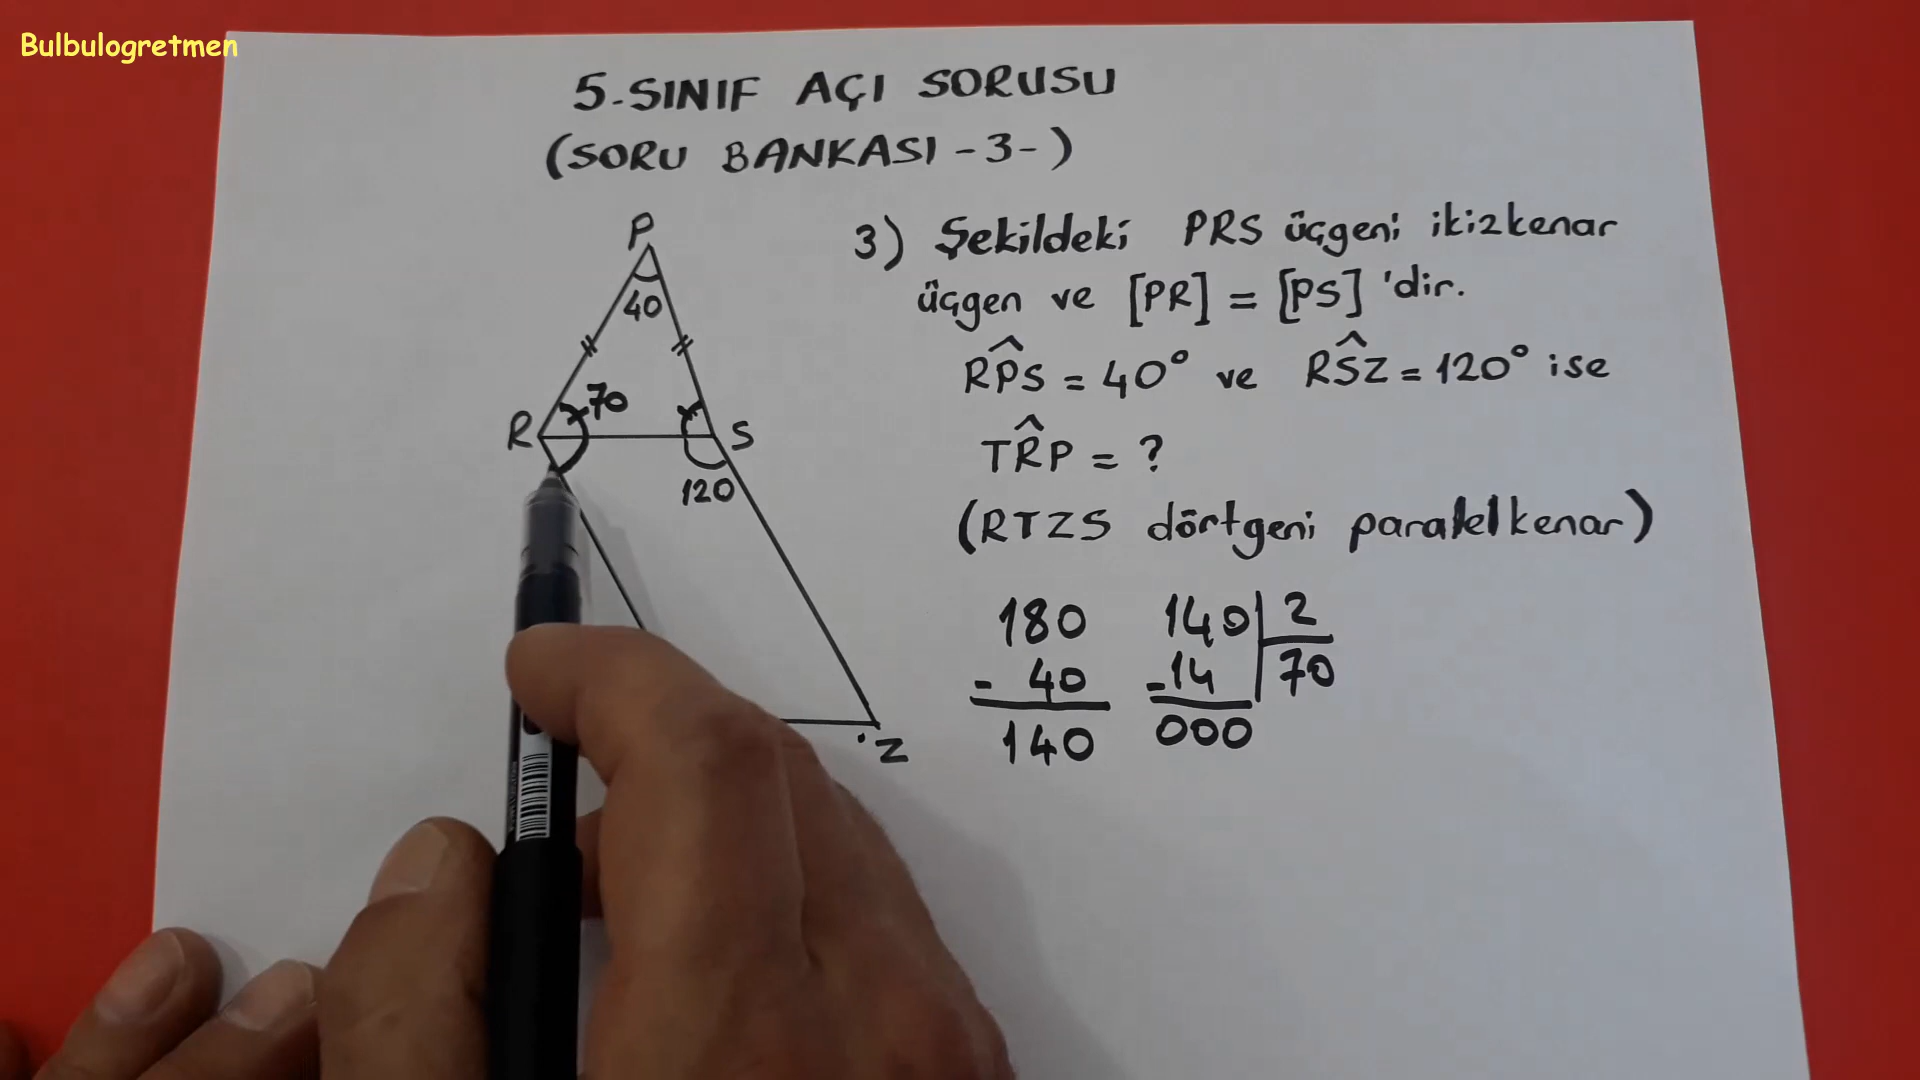 Bulbulogretmen
5-SINIF AÇI SORUSU
(SORU BANKASI -3-)
P
40
70
R
S
120
Z
3) Şekildeki PRS üçgeni ikizkenar
üçgen ve [PR] = [PS] 'dir.
RP̂S = 40° ve RŜZ = 120° ise
TR̂P = ?
(RTZS dörtgeni paralelkenar)
180 140 2
- 40 -14 70
140 000